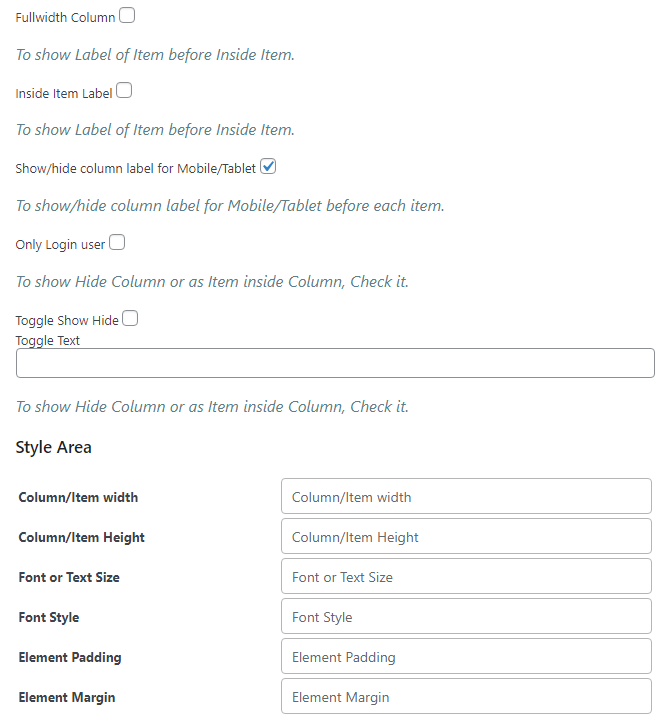 Fullwidth Column
To show Label of Item before Inside Item.
Inside Item Label
To show Label of Item before Inside Item.
Show/hide column label for Mobile/Tablet
To show/hide column label for Mobile/Tablet before each item.
Only Login user
To show Hide Column or as Item inside Column, Check it.
Toggle Show Hide
Toggle Text
To show Hide Column or as Item inside Column, Check it.
Style Area
Column/Item width Column/Item width
Column/Item Height Column/Item Height
Font or Text Size Font or Text Size
Font Style Font Style
Element Padding Element Padding
Element Margin Element Margin